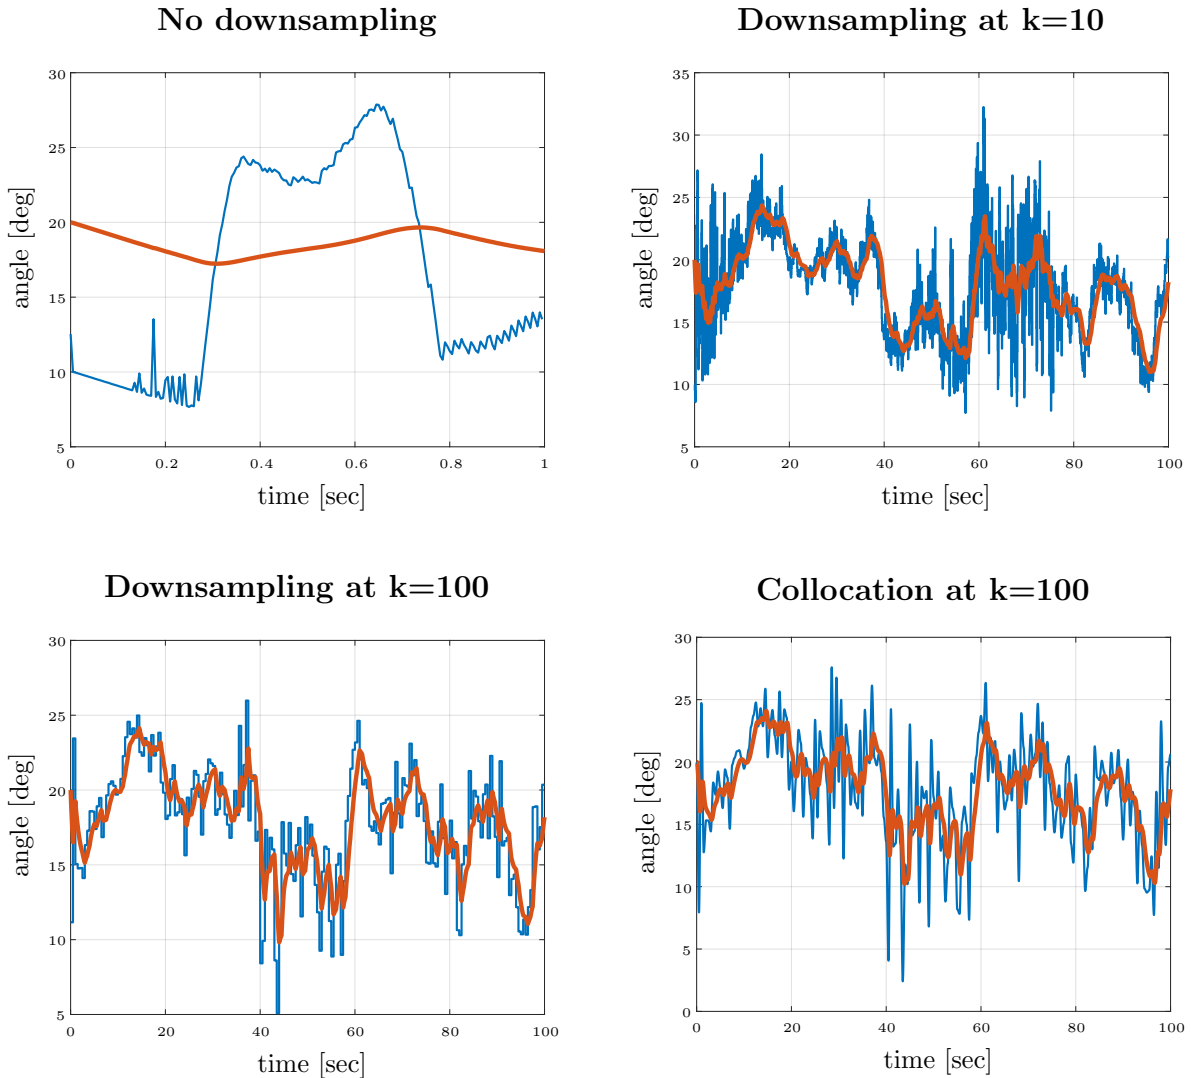 No downsampling
30
25
20
15
10
5
angle [deg]
0 0.2 0.4 0.6 0.8 1
time [sec]
Downsampling at k=10
35
30
25
20
15
10
5
angle [deg]
0 20 40 60 80 100
time [sec]
Downsampling at k=100
30
25
20
15
10
5
angle [deg]
0 20 40 60 80 100
time [sec]
Collocation at k=100
30
25
20
15
10
5
0
angle [deg]
0 20 40 60 80 100
time [sec]